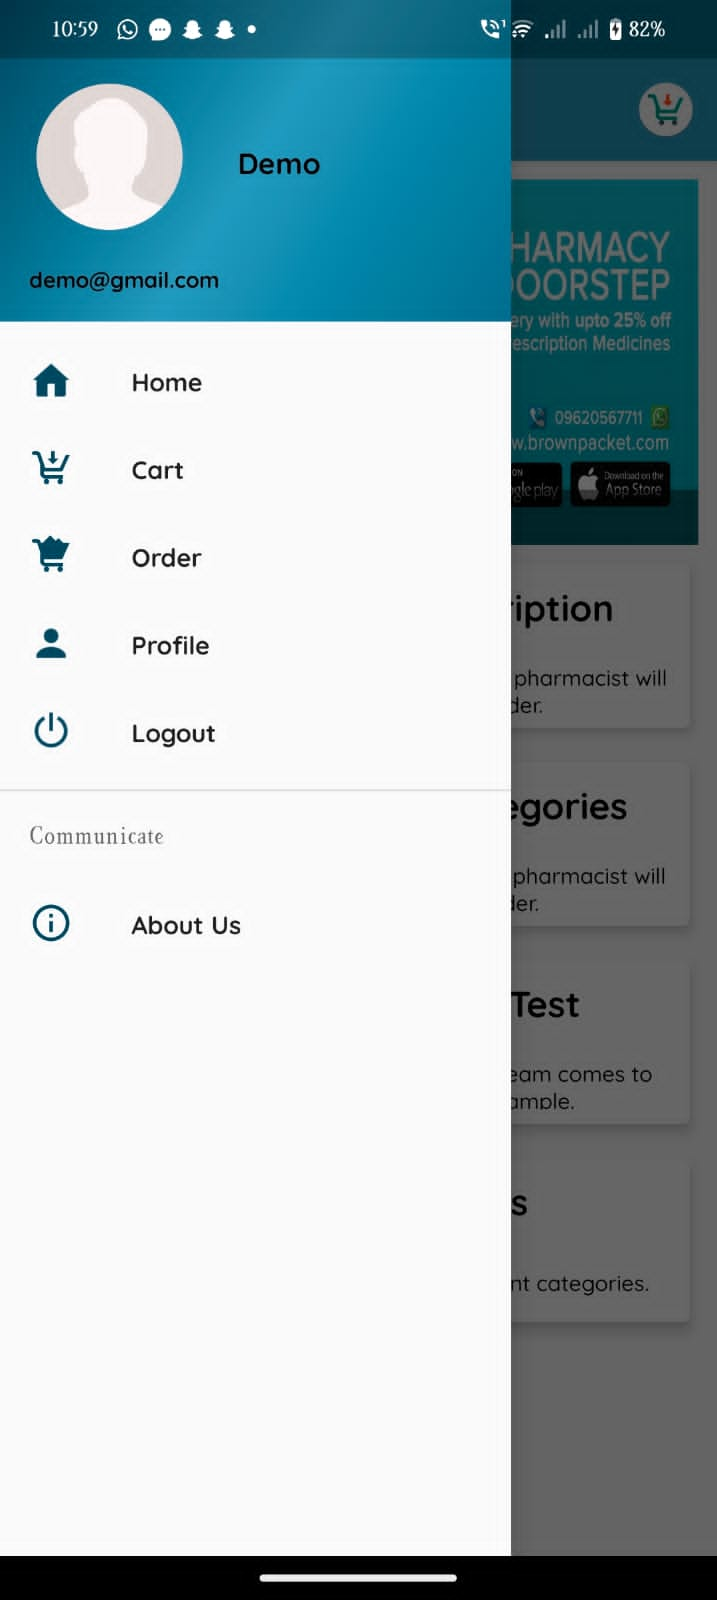 10:59
82%
Demo
demo@gmail.com
Home
Cart
Order
Profile
Logout
Communicate
About Us
HARMACY
OORSTEP
ery with upto 25% off
escription Medicines
09620567711
w.brownpacket.com
ON
gle play
Download on the
App Store
ription
pharmacist will
der.
egories
pharmacist will
der.
Test
eam comes to
ample.
s
nt categories.